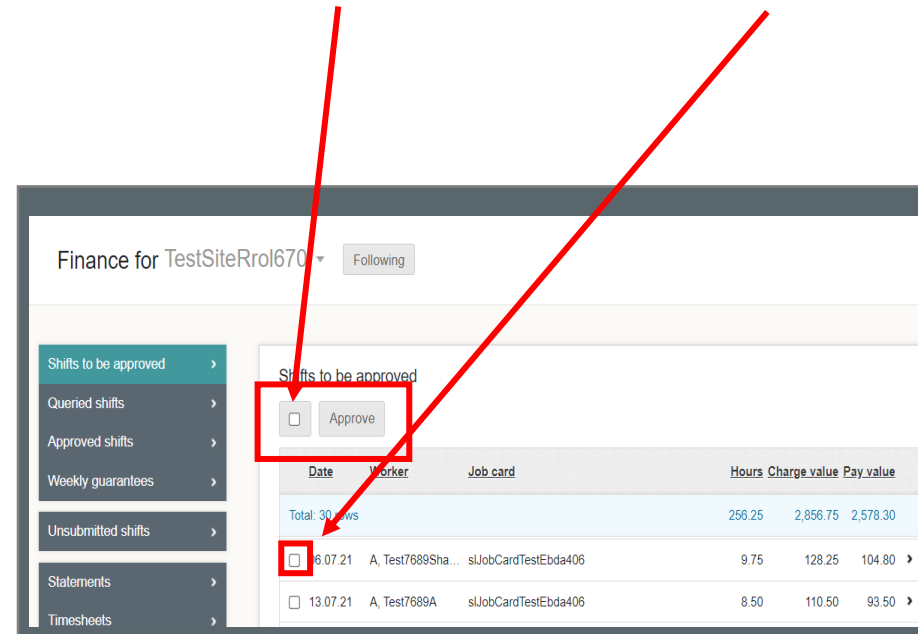 Finance for TestSiteRrol670 Following
Shifts to be approved
Queried shifts
Approved shifts
Weekly guarantees
Unsubmitted shifts
Statements
Timesheets
Shifts to be approved
Approve
Date Worker Job card Hours Charge value Pay value
Total: 30 rows 256.25 2,856.75 2,578.30
06.07.21 A, Test7689Sha... slJobCardTestEbda406 9.75 128.25 104.80
13.07.21 A, Test7689A slJobCardTestEbda406 8.50 110.50 93.50